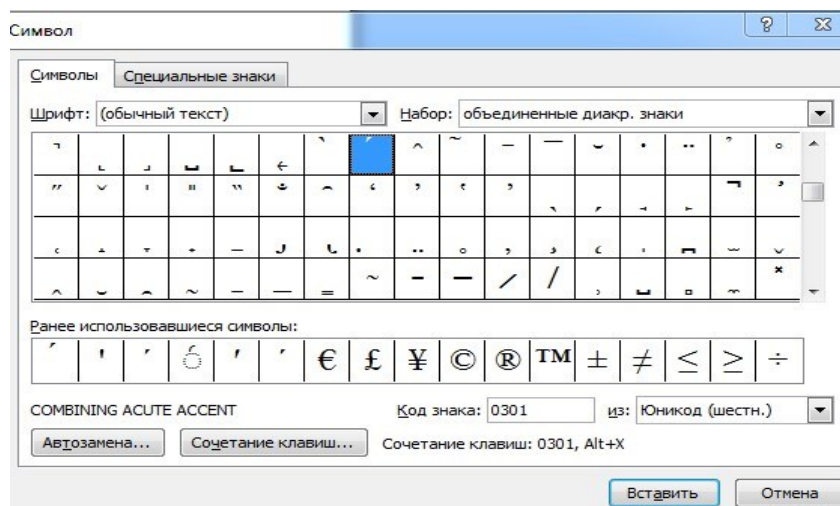 Символ
Символы Специальные знаки
Шрифт: (обычный текст) Набор: объединенные диакр. знаки
Ранее использовавшиеся символы:
€ £ ¥ © ® ™ ± ≠ ≤ ≥ ÷
COMBINING ACUTE ACCENT Код знака: 0301 из: Юникод (шестн.)
Автозамена... Сочетание клавиш... Сочетание клавиш: 0301, Alt+X
Вставить Отмена